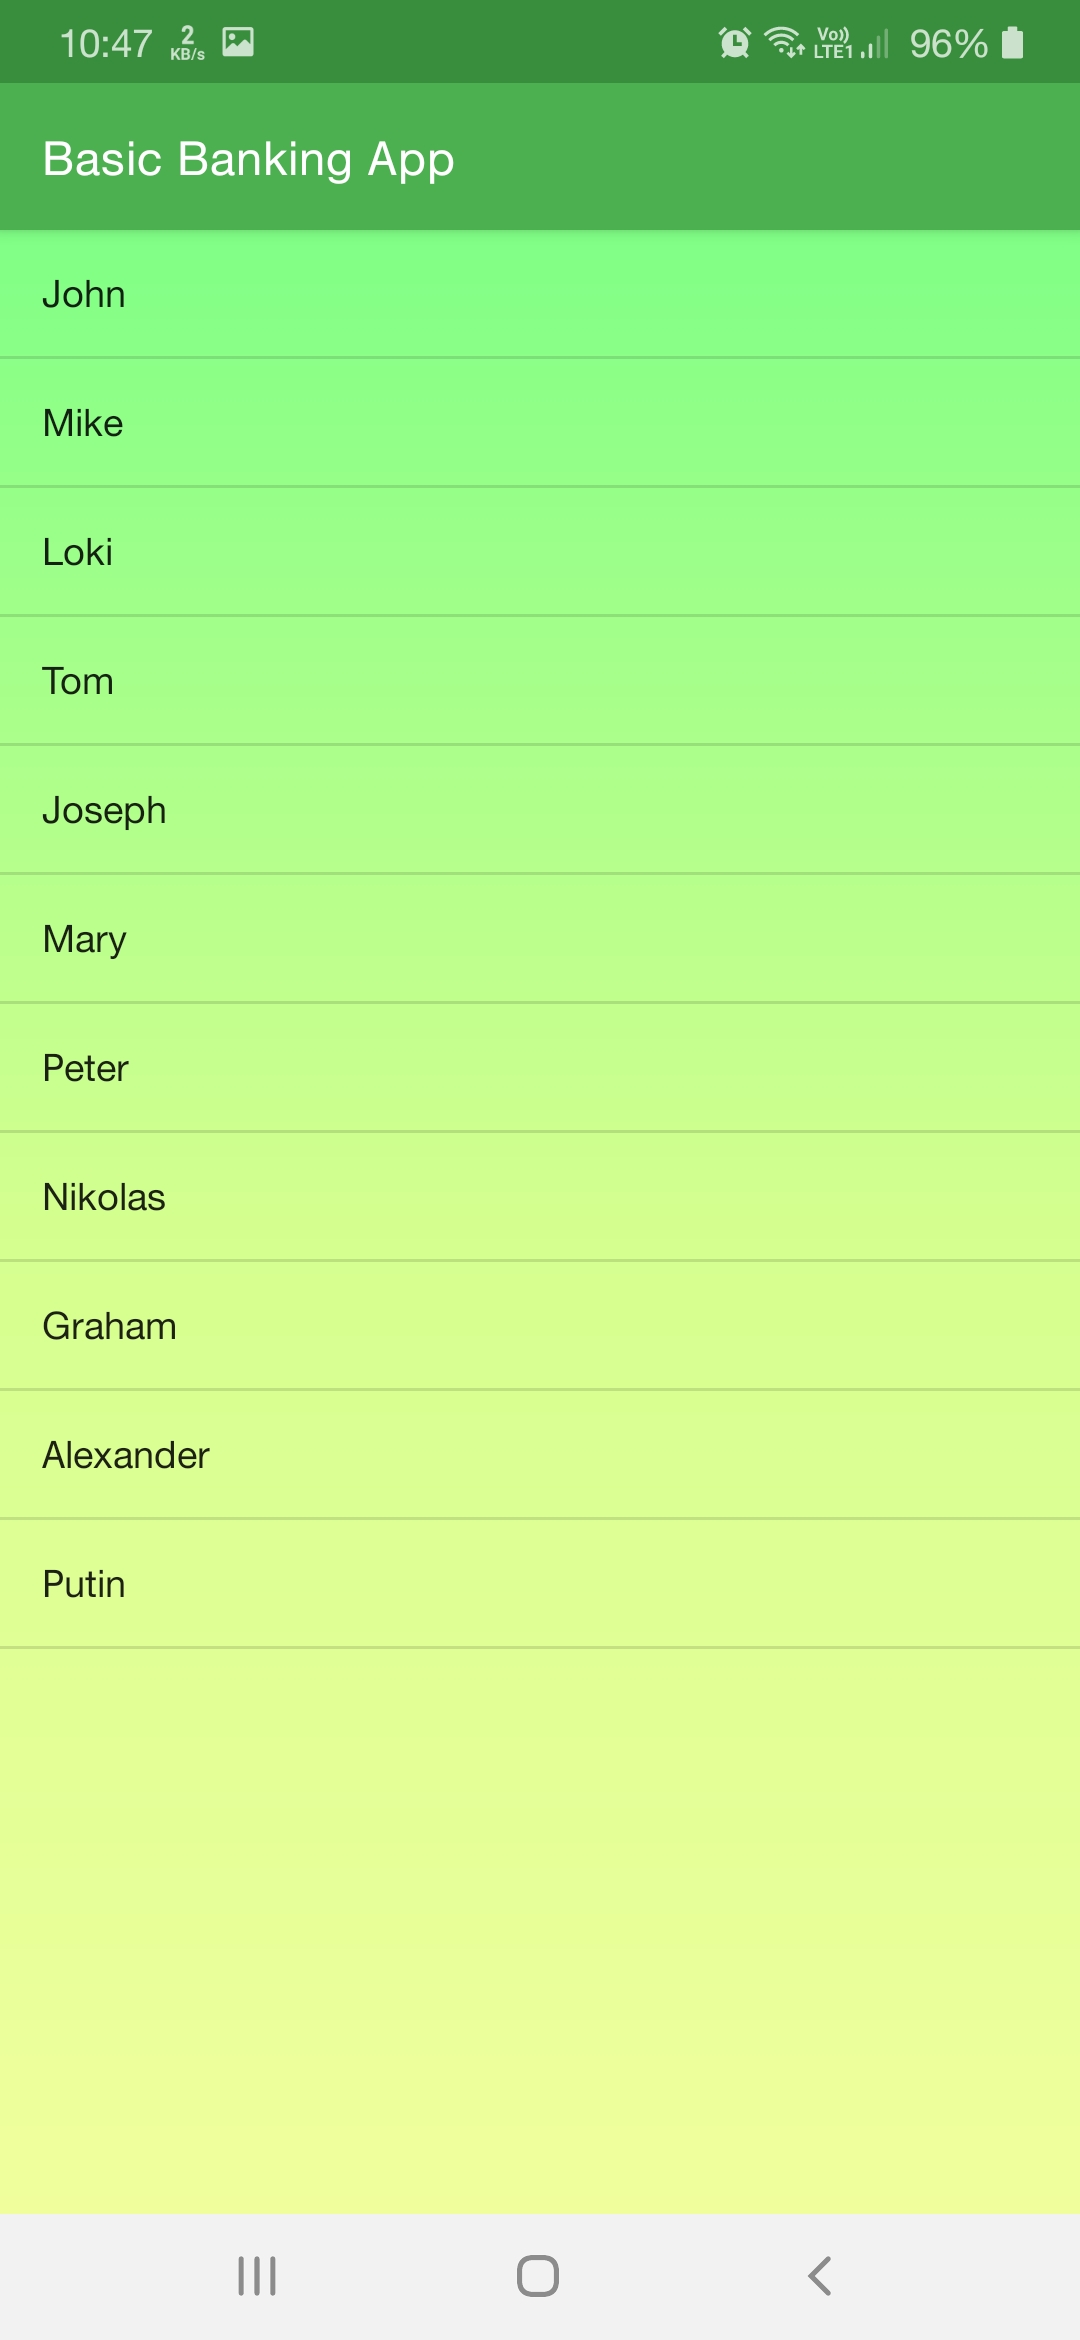 10:47 2 KB/s Vo)) LTE1 96%
Basic Banking App
John
Mike
Loki
Tom
Joseph
Mary
Peter
Nikolas
Graham
Alexander
Putin